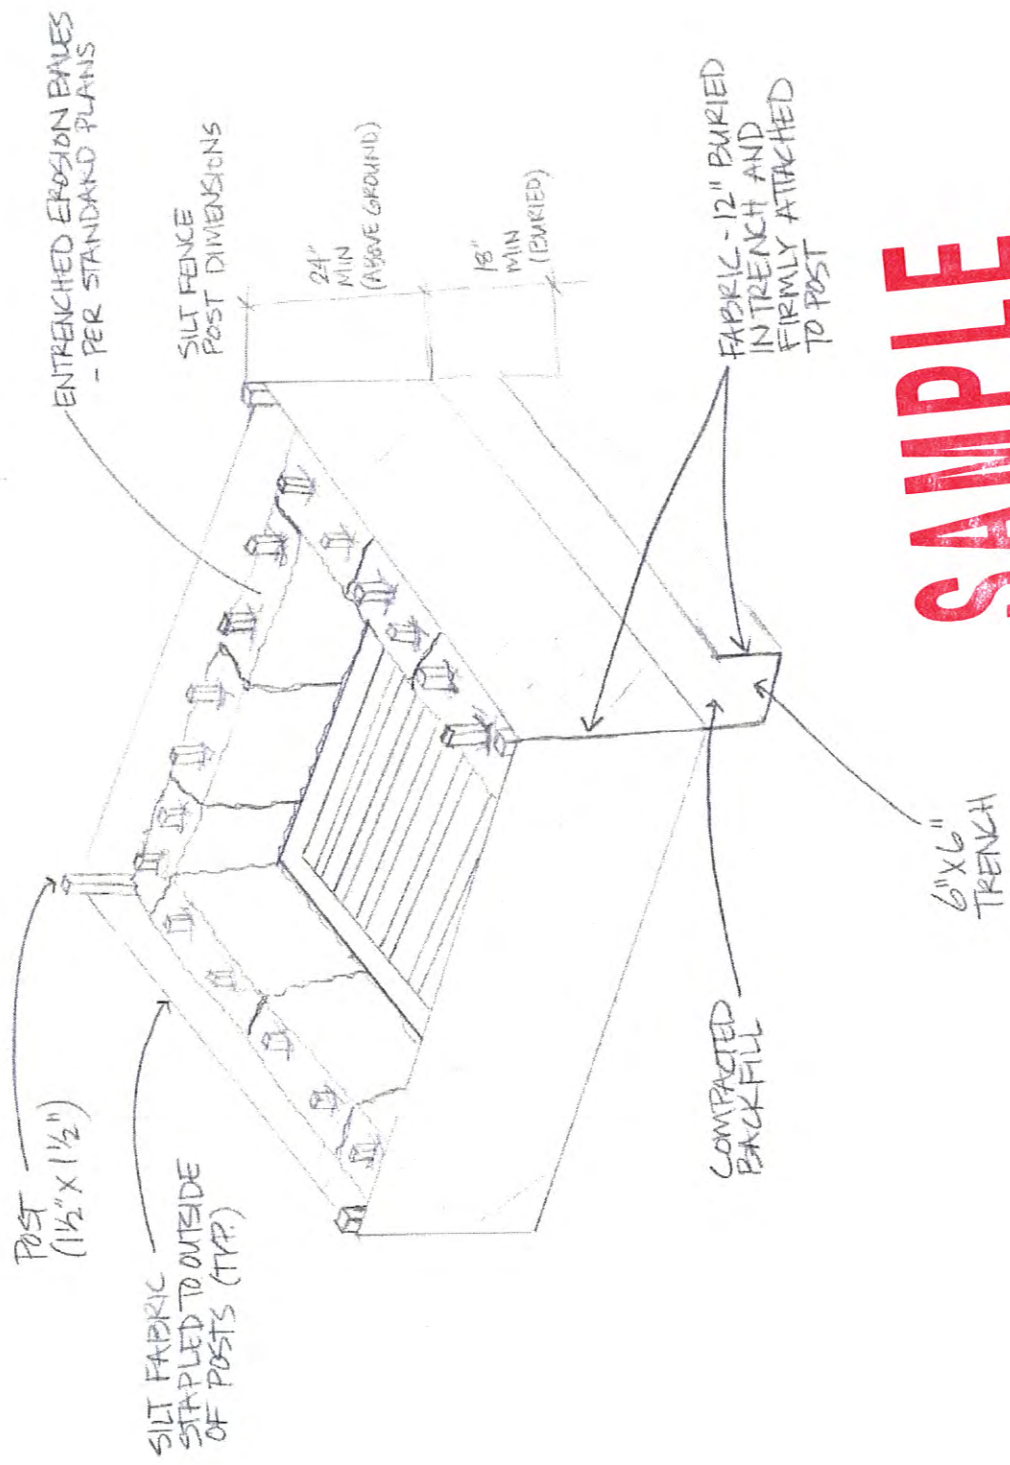 POST
(1½" X 1½")
SILT FABRIC
STAPLED TO OUTSIDE
OF POSTS (TYP.)
ENTRENCHED EROSION BALES
- PER STANDARD PLANS
SILT FENCE
POST DIMENSIONS
24"
MIN
(ABOVE GROUND)
18"
MIN
(BURIED)
FABRIC - 12" BURIED
IN TRENCH AND
FIRMLY ATTACHED
TO POST
COMPACTED
BACKFILL
6"X6"
TRENCH
SAMPLE